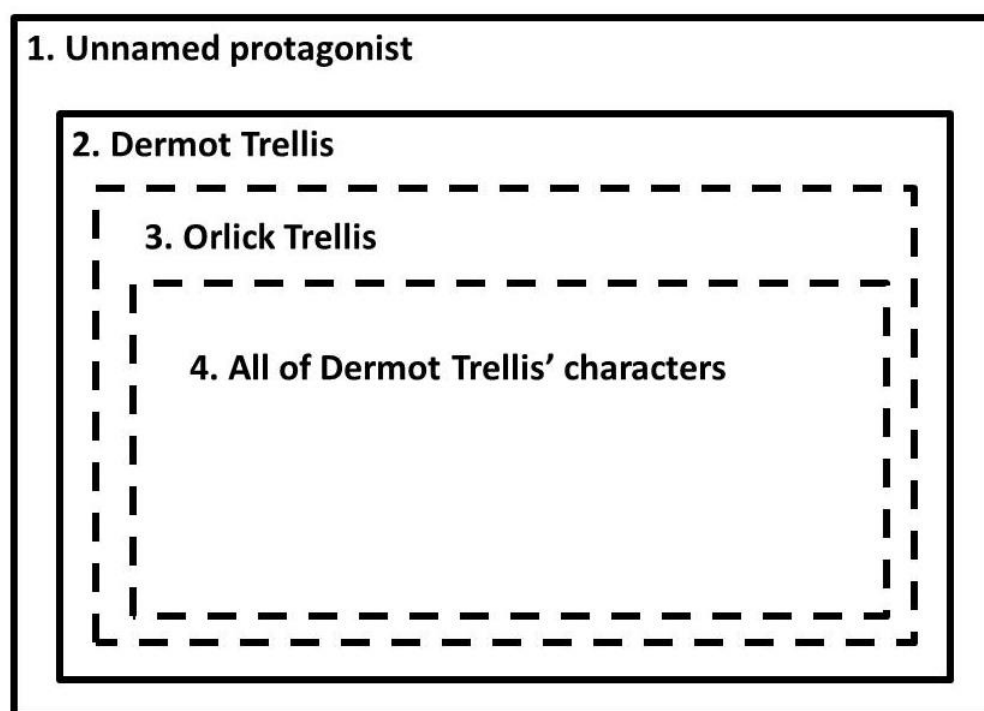 1. Unnamed protagonist
2. Dermot Trellis
3. Orlick Trellis
4. All of Dermot Trellis’ characters